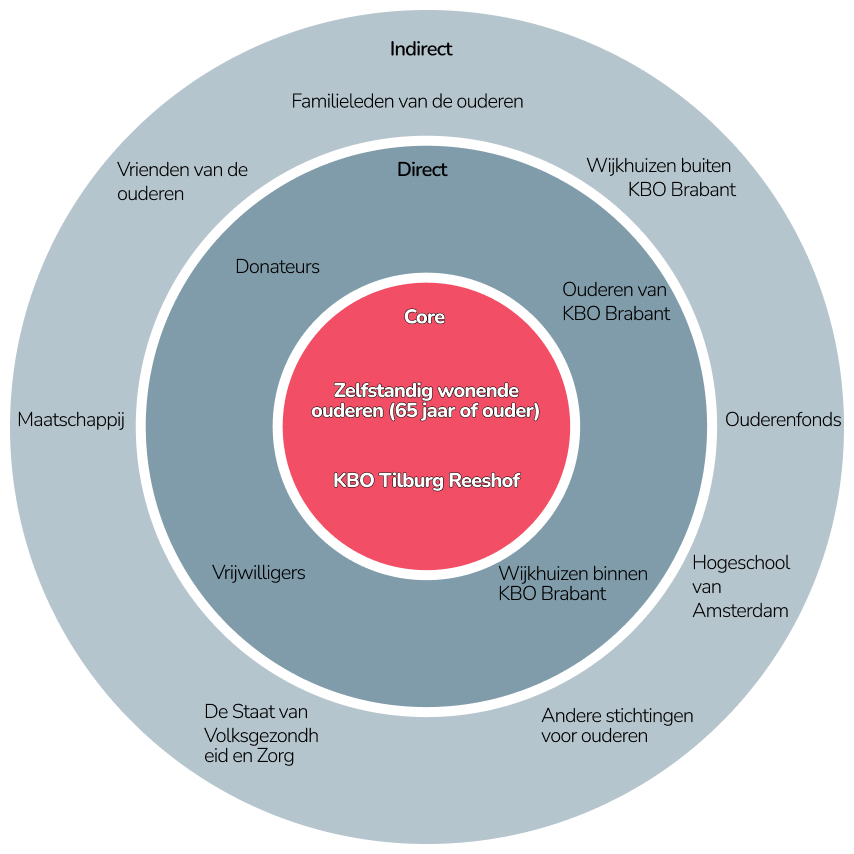 Indirect
Familieleden van de ouderen
Vrienden van de
ouderen
Wijkhuizen buiten
KBO Brabant
Direct
Donateurs
Ouderen van
KBO Brabant
Core
Zelfstandig wonende
ouderen (65 jaar of ouder)
KBO Tilburg Reeshof
Maatschappij
Ouderenfonds
Vrijwilligers
Wijkhuizen binnen
KBO Brabant
Hogeschool
van
Amsterdam
De Staat van
Volksgezondh
eid en Zorg
Andere stichtingen
voor ouderen